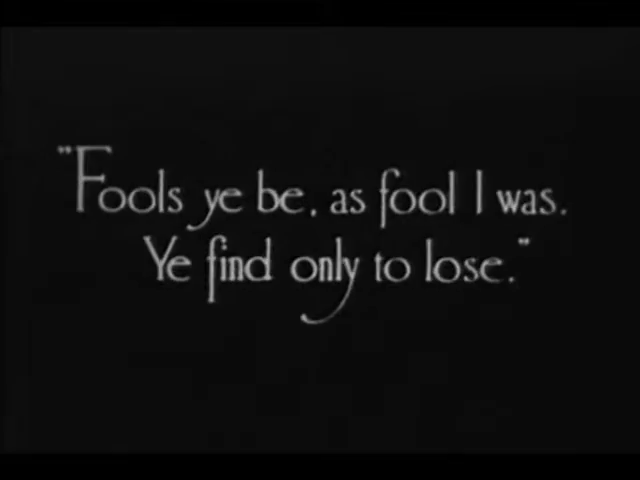 "Fools ye be, as fool I was.
Ye find only to lose."